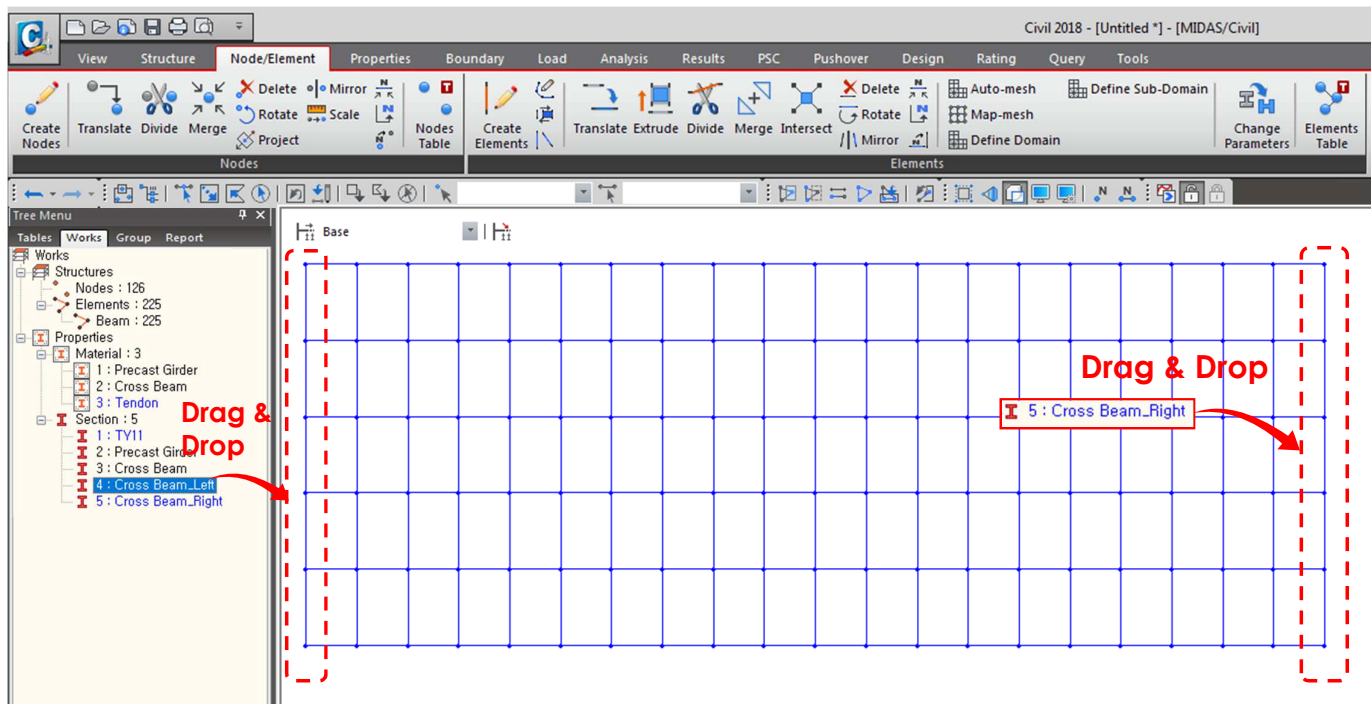 Civil 2018 - [Untitled *] - [MIDAS/Civil]
View Structure Node/Element Properties Boundary Load Analysis Results PSC Pushover Design Rating Query Tools
Create Nodes
Translate
Divide
Merge
Delete
Rotate
Project
Mirror
Scale
Nodes Table
Nodes
Create Elements
Translate
Extrude
Divide
Merge
Intersect
Delete
Rotate
Mirror
Auto-mesh
Map-mesh
Define Domain
Define Sub-Domain
Change Parameters
Elements Table
Elements
Tree Menu
Tables Works Group Report
Works
Structures
Nodes : 126
Elements : 225
Beam : 225
Properties
Material : 3
1 : Precast Girder
2 : Cross Beam
3 : Tendon
Section : 5
1 : TY11
2 : Precast Girder
3 : Cross Beam
4 : Cross Beam_Left
5 : Cross Beam_Right
Drag &
Drop
Base
Drag & Drop
5 : Cross Beam_Right